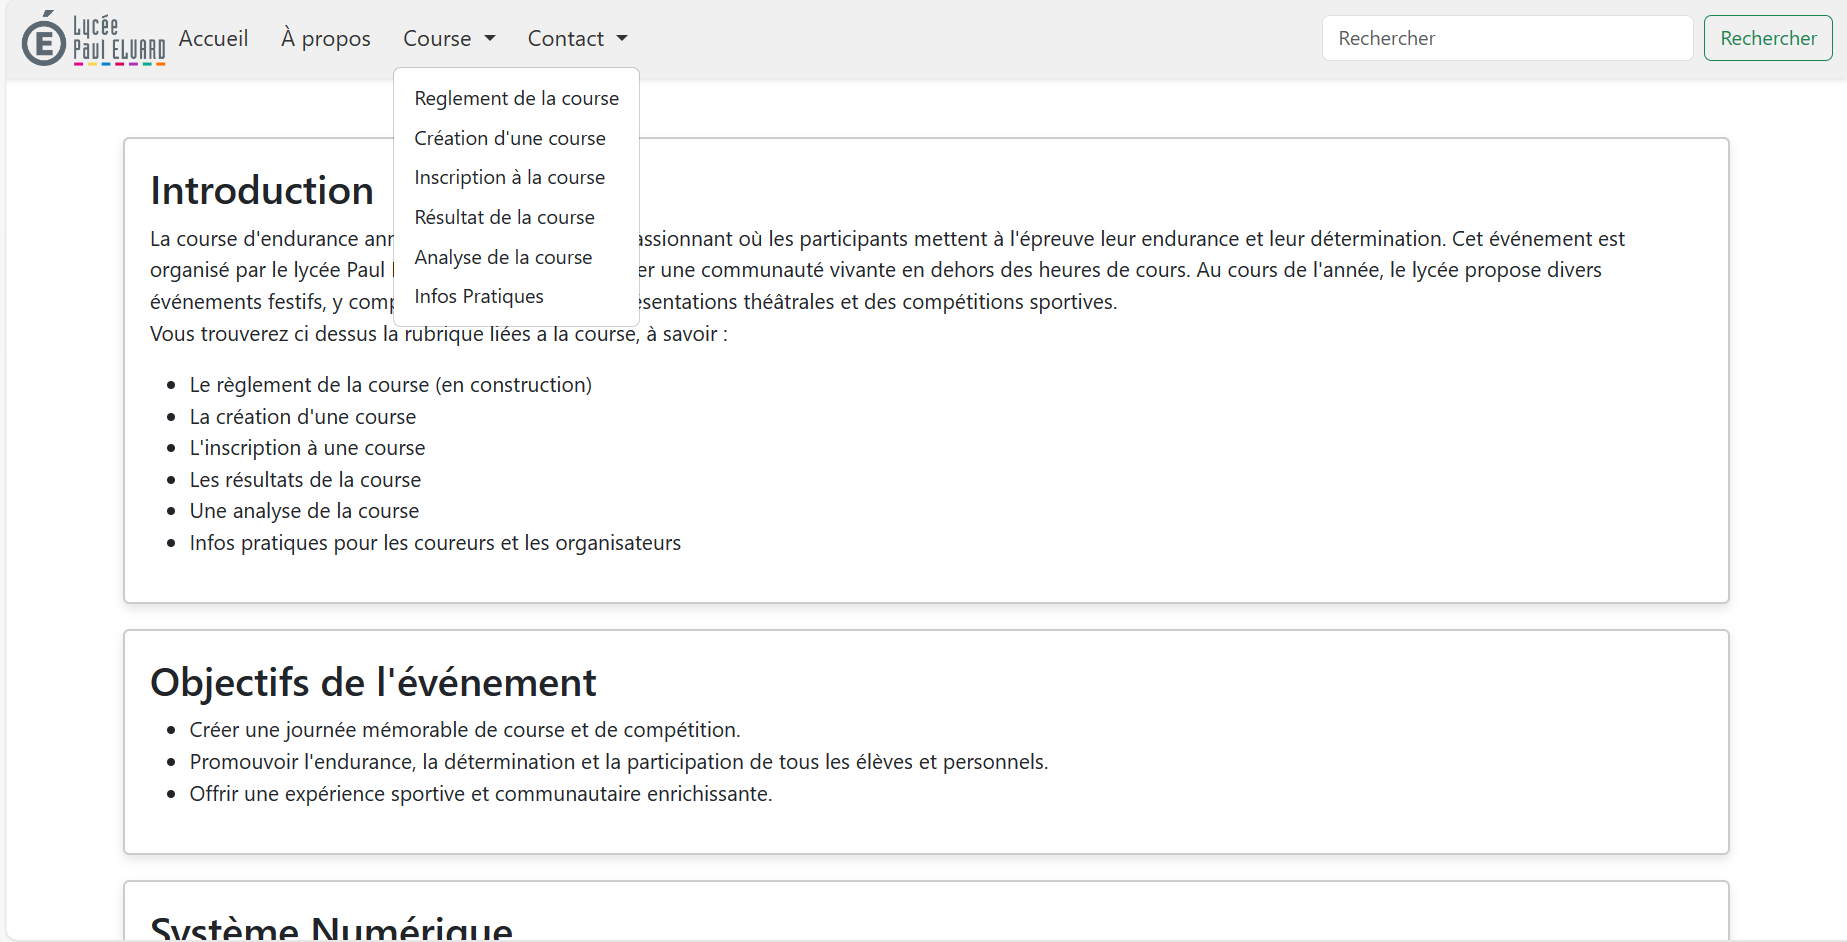 Lycée
Paul ELUARD
Accueil À propos Course Contact Rechercher Rechercher
Reglement de la course
Création d'une course
Inscription à la course
Résultat de la course
Analyse de la course
Infos Pratiques
Introduction
La course d'endurance assionnant où les participants mettent à l'épreuve leur endurance et leur détermination. Cet événement est
organisé par le lycée Paul er une communauté vivante en dehors des heures de cours. Au cours de l'année, le lycée propose divers
événements festifs, y comp ésentations théâtrales et des compétitions sportives.
Vous trouverez ci dessus la rubrique liées a la course, à savoir :
Le règlement de la course (en construction)
La création d'une course
L'inscription à une course
Les résultats de la course
Une analyse de la course
Infos pratiques pour les coureurs et les organisateurs
Objectifs de l'événement
Créer une journée mémorable de course et de compétition.
Promouvoir l'endurance, la détermination et la participation de tous les élèves et personnels.
Offrir une expérience sportive et communautaire enrichissante.
Système Numérique